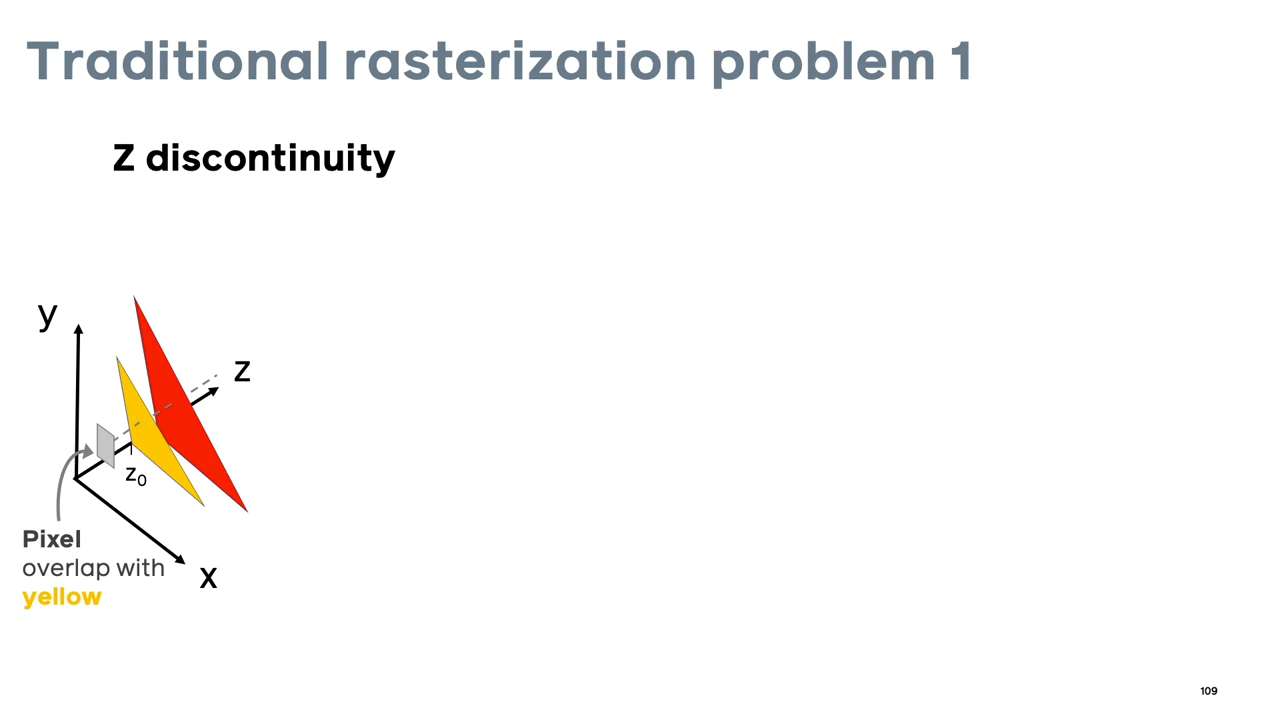 Traditional rasterization problem 1
Z discontinuity
y
z
z₀
Pixel
overlap with
yellow
x
109